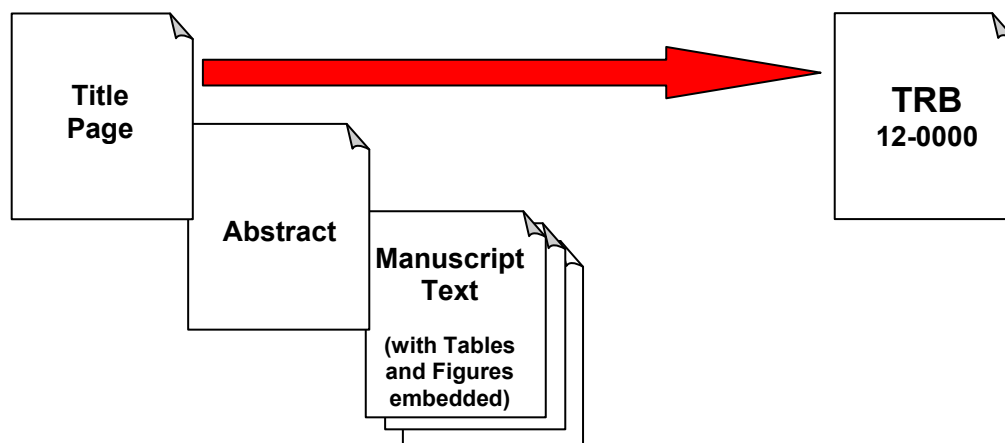 Title
Page
TRB
12-0000
Abstract
Manuscript
Text
(with Tables
and Figures
embedded)